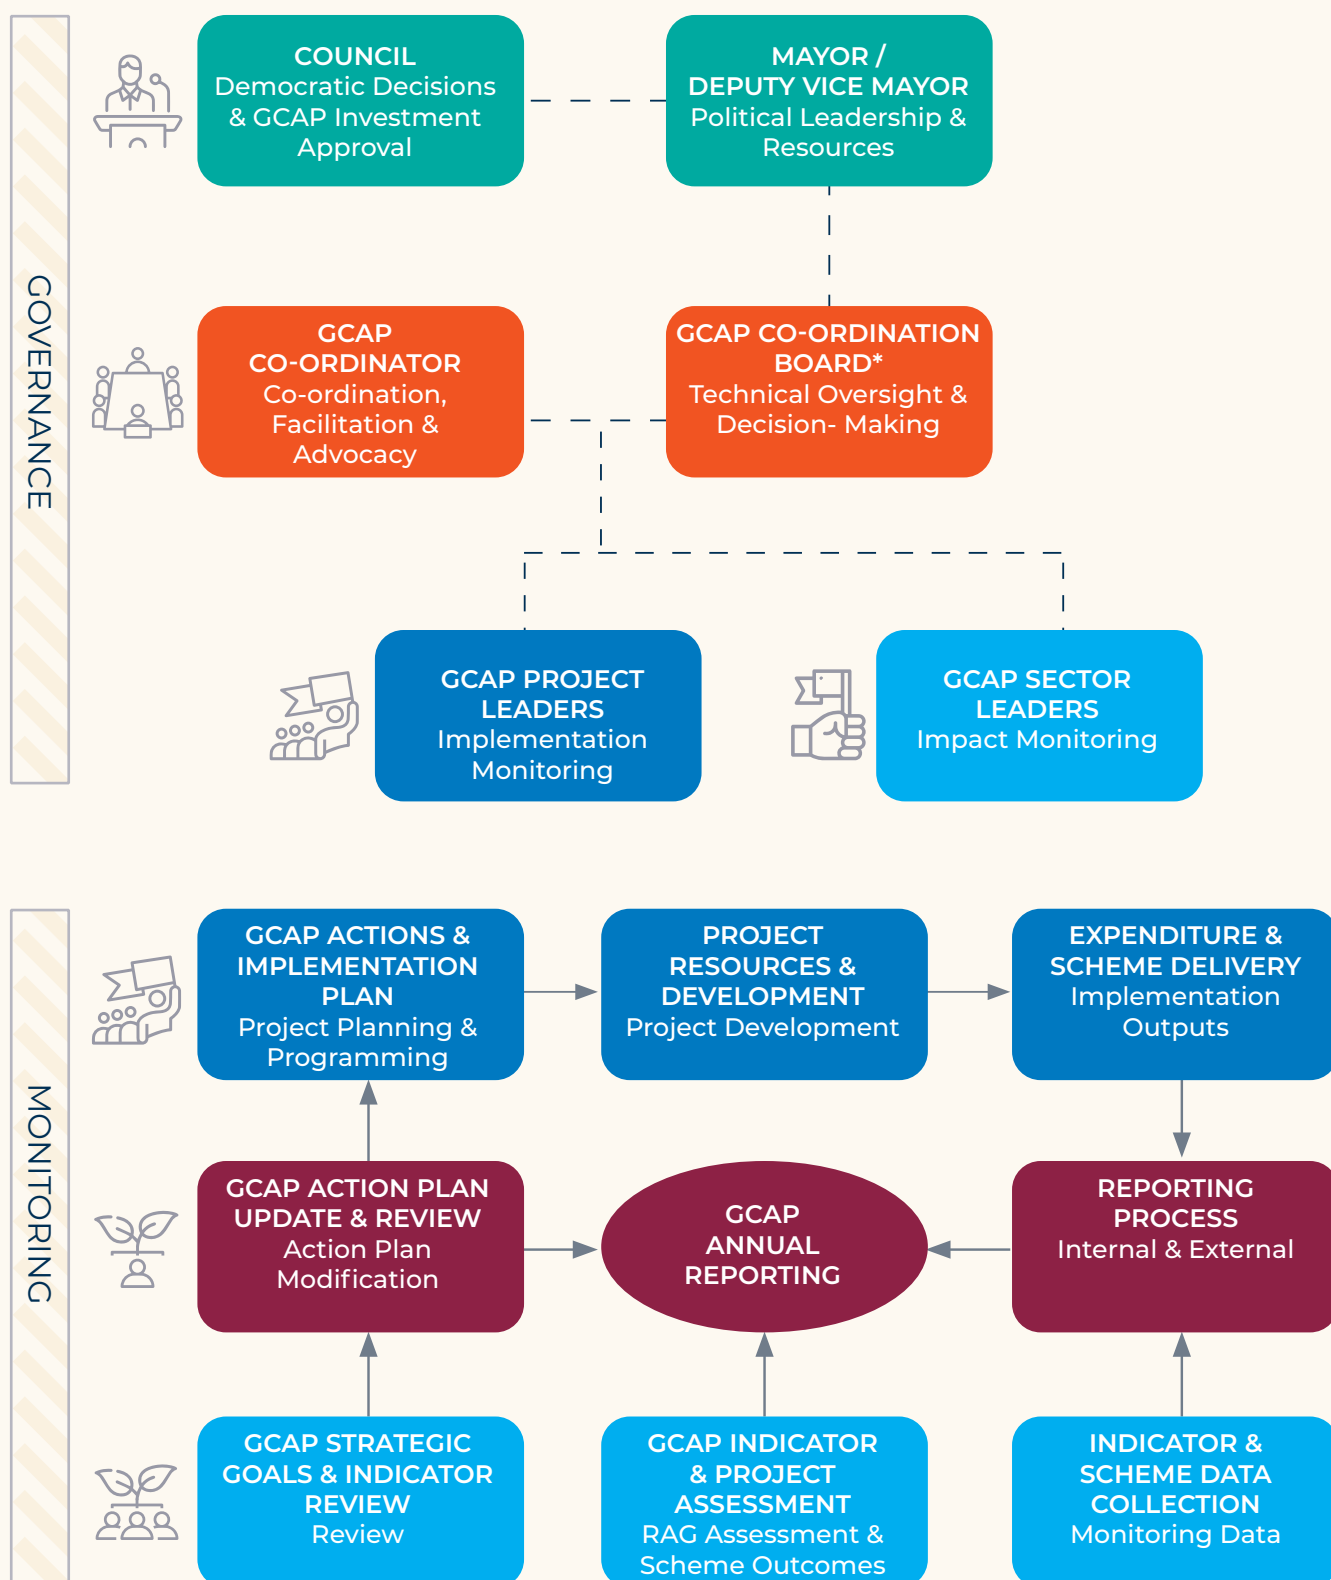 GOVERNANCE
COUNCIL
Democratic Decisions
& GCAP Investment
Approval
MAYOR /
DEPUTY VICE MAYOR
Political Leadership &
Resources
GCAP
CO-ORDINATOR
Co-ordination,
Facilitation &
Advocacy
GCAP CO-ORDINATION
BOARD*
Technical Oversight &
Decision- Making
GCAP PROJECT
LEADERS
Implementation
Monitoring
GCAP SECTOR
LEADERS
Impact Monitoring
MONITORING
GCAP ACTIONS &
IMPLEMENTATION
PLAN
Project Planning &
Programming
PROJECT
RESOURCES &
DEVELOPMENT
Project Development
EXPENDITURE &
SCHEME DELIVERY
Implementation
Outputs
GCAP ACTION PLAN
UPDATE & REVIEW
Action Plan
Modification
GCAP
ANNUAL
REPORTING
REPORTING
PROCESS
Internal & External
GCAP STRATEGIC
GOALS & INDICATOR
REVIEW
Review
GCAP INDICATOR
& PROJECT
ASSESSMENT
RAG Assessment &
Scheme Outcomes
INDICATOR &
SCHEME DATA
COLLECTION
Monitoring Data